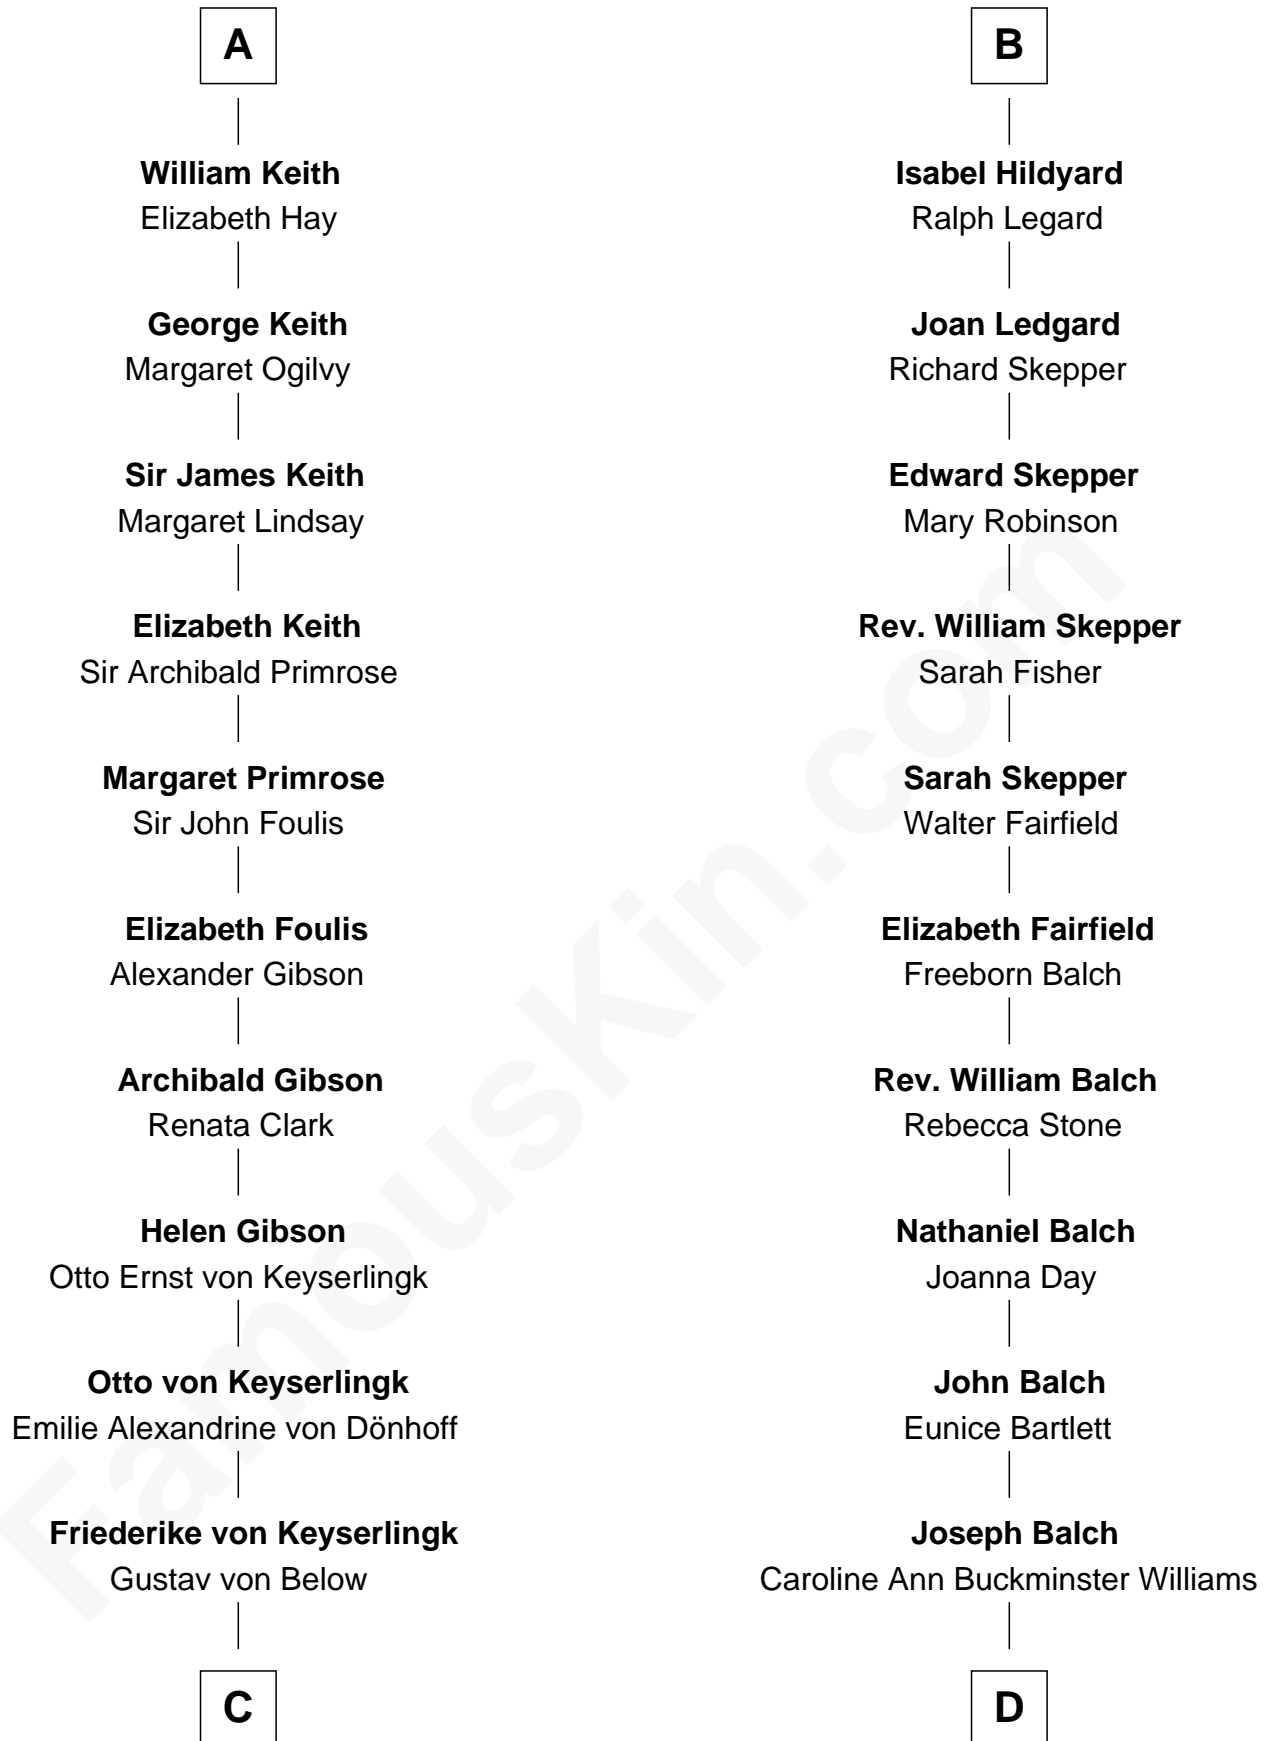 A
William Keith
Elizabeth Hay
George Keith
Margaret Ogilvy
Sir James Keith
Margaret Lindsay
Elizabeth Keith
Sir Archibald Primrose
Margaret Primrose
Sir John Foulis
Elizabeth Foulis
Alexander Gibson
Archibald Gibson
Renata Clark
Helen Gibson
Otto Ernst von Keyserlingk
Otto von Keyserlingk
Emilie Alexandrine von Dönhoff
Friederike von Keyserlingk
Gustav von Below
C
B
Isabel Hildyard
Ralph Legard
Joan Ledgard
Richard Skepper
Edward Skepper
Mary Robinson
Rev. William Skepper
Sarah Fisher
Sarah Skepper
Walter Fairfield
Elizabeth Fairfield
Freeborn Balch
Rev. William Balch
Rebecca Stone
Nathaniel Balch
Joanna Day
John Balch
Eunice Bartlett
Joseph Balch
Caroline Ann Buckminster Williams
D
FamousKin.com